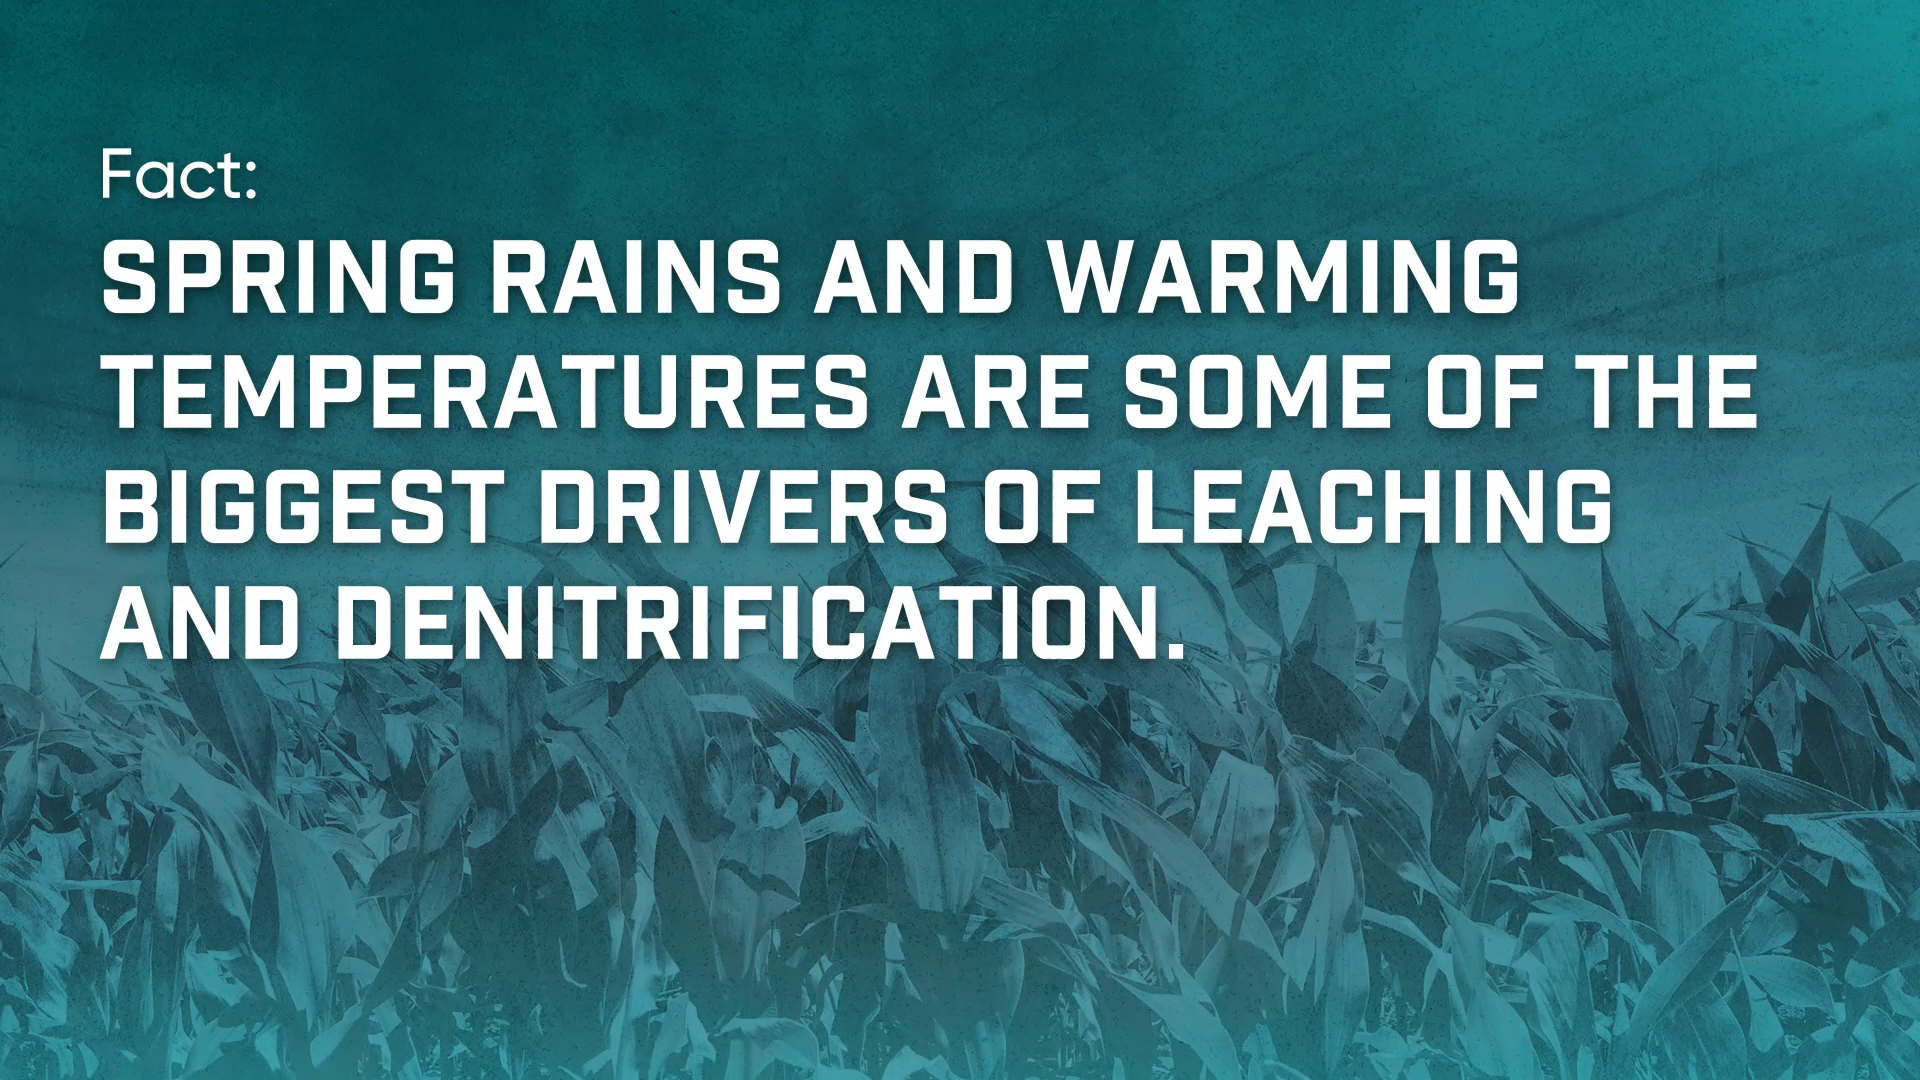 Fact:
SPRING RAINS AND WARMING
TEMPERATURES ARE SOME OF THE
BIGGEST DRIVERS OF LEACHING
AND DENITRIFICATION.